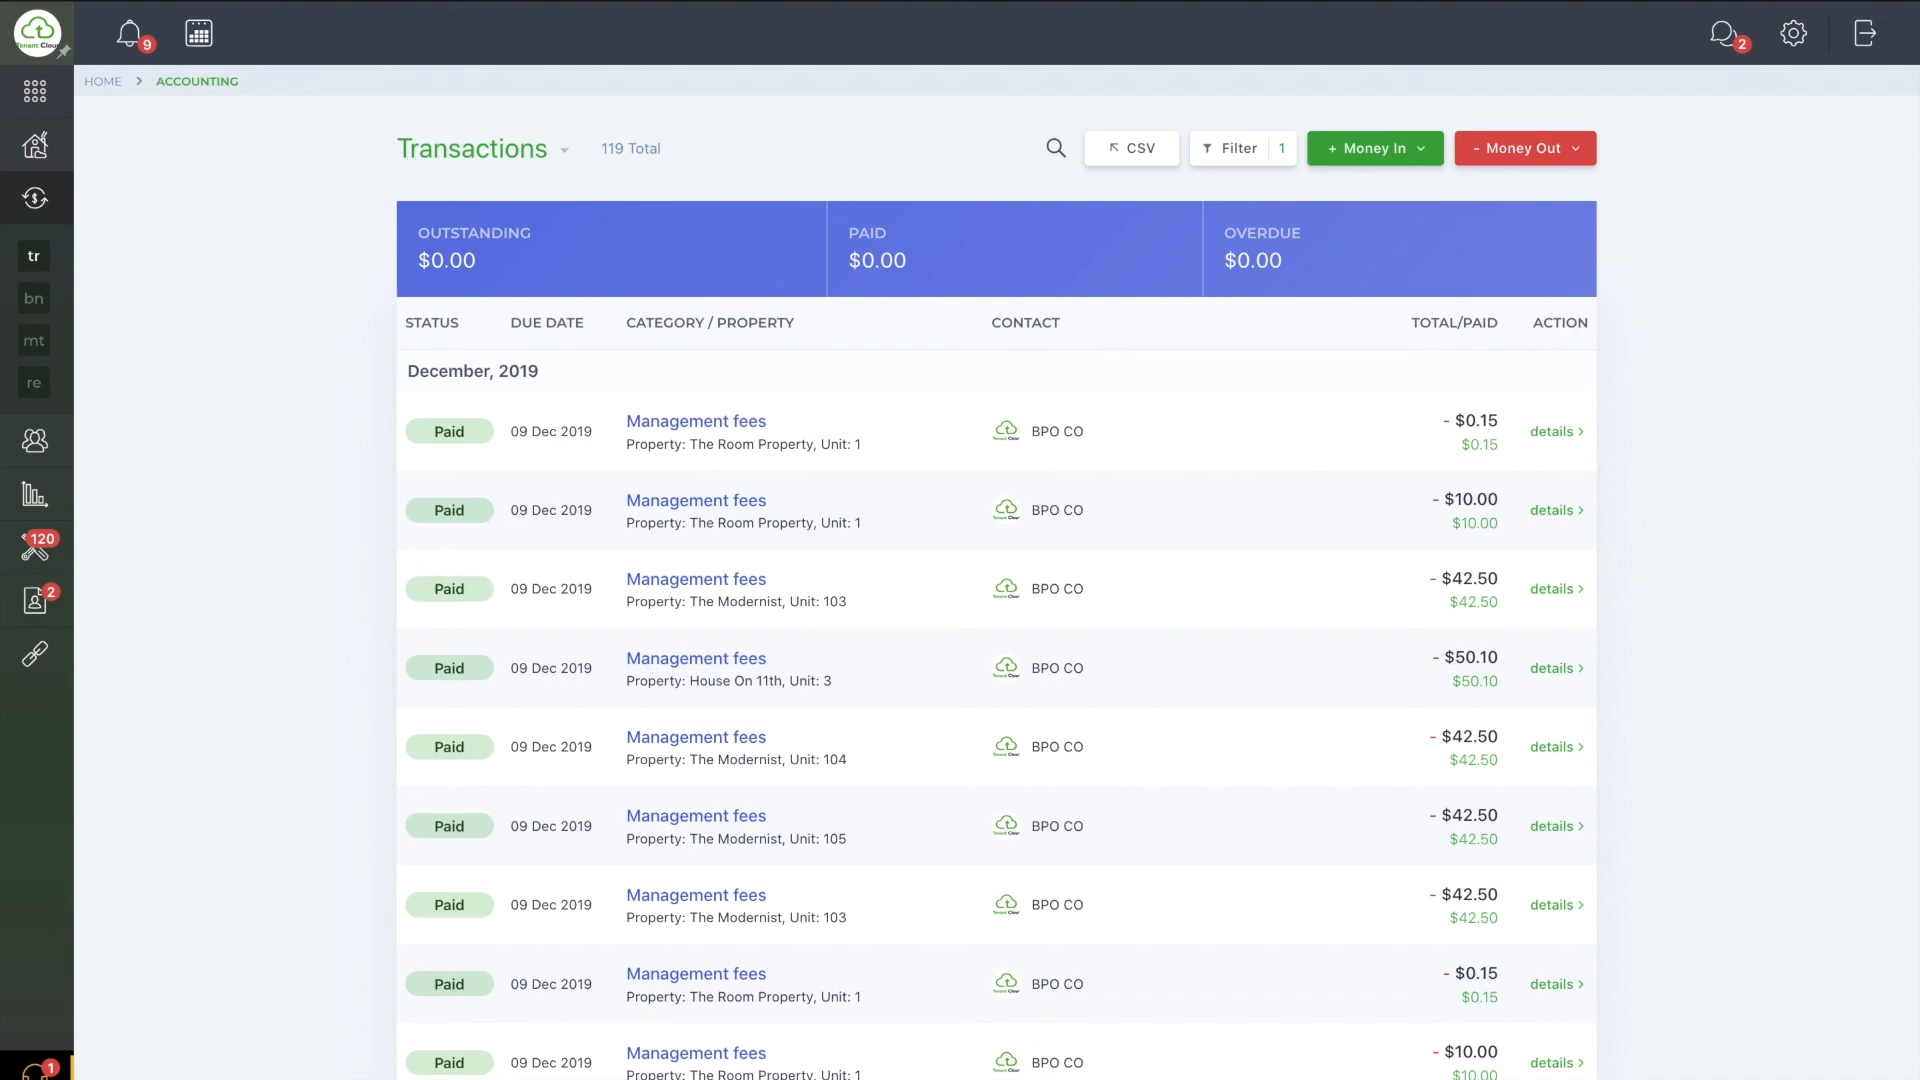 Tenant Cloud
9
2
HOME > ACCOUNTING
Transactions
119 Total
CSV
Filter 1
+ Money In
- Money Out
OUTSTANDING
$0.00
PAID
$0.00
OVERDUE
$0.00
tr
bn
mt
re
120
2
1
STATUS DUE DATE CATEGORY / PROPERTY CONTACT TOTAL/PAID ACTION
December, 2019
Paid 09 Dec 2019 Management fees BPO CO - $0.15 details >
Property: The Room Property, Unit: 1 $0.15
Paid 09 Dec 2019 Management fees BPO CO - $10.00 details >
Property: The Room Property, Unit: 1 $10.00
Paid 09 Dec 2019 Management fees BPO CO - $42.50 details >
Property: The Modernist, Unit: 103 $42.50
Paid 09 Dec 2019 Management fees BPO CO - $50.10 details >
Property: House On 11th, Unit: 3 $50.10
Paid 09 Dec 2019 Management fees BPO CO - $42.50 details >
Property: The Modernist, Unit: 104 $42.50
Paid 09 Dec 2019 Management fees BPO CO - $42.50 details >
Property: The Modernist, Unit: 105 $42.50
Paid 09 Dec 2019 Management fees BPO CO - $42.50 details >
Property: The Modernist, Unit: 103 $42.50
Paid 09 Dec 2019 Management fees BPO CO - $0.15 details >
Property: The Room Property, Unit: 1 $0.15
Paid 09 Dec 2019 Management fees BPO CO - $10.00 details >
Property: The Room Property, Unit: 1 $10.00